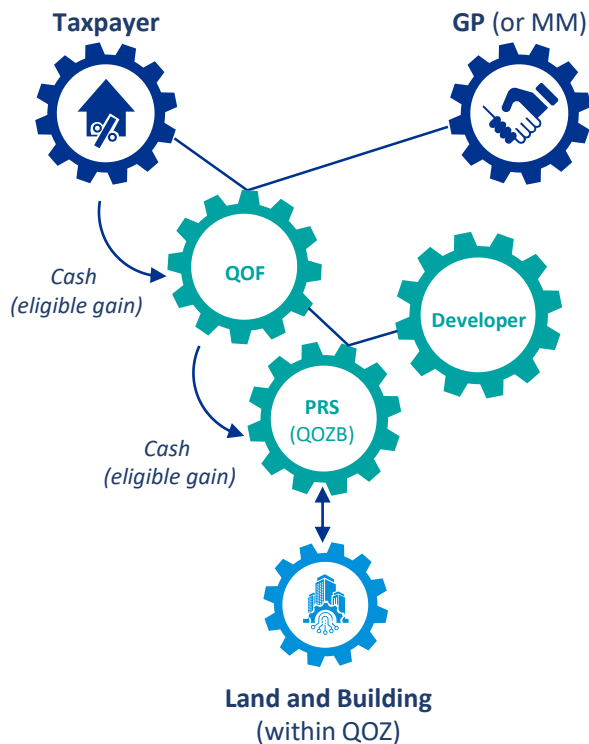 Taxpayer
GP (or MM)
QOF
Cash
(eligible gain)
Developer
PRS
(QOZB)
Cash
(eligible gain)
Land and Building
(within QOZ)